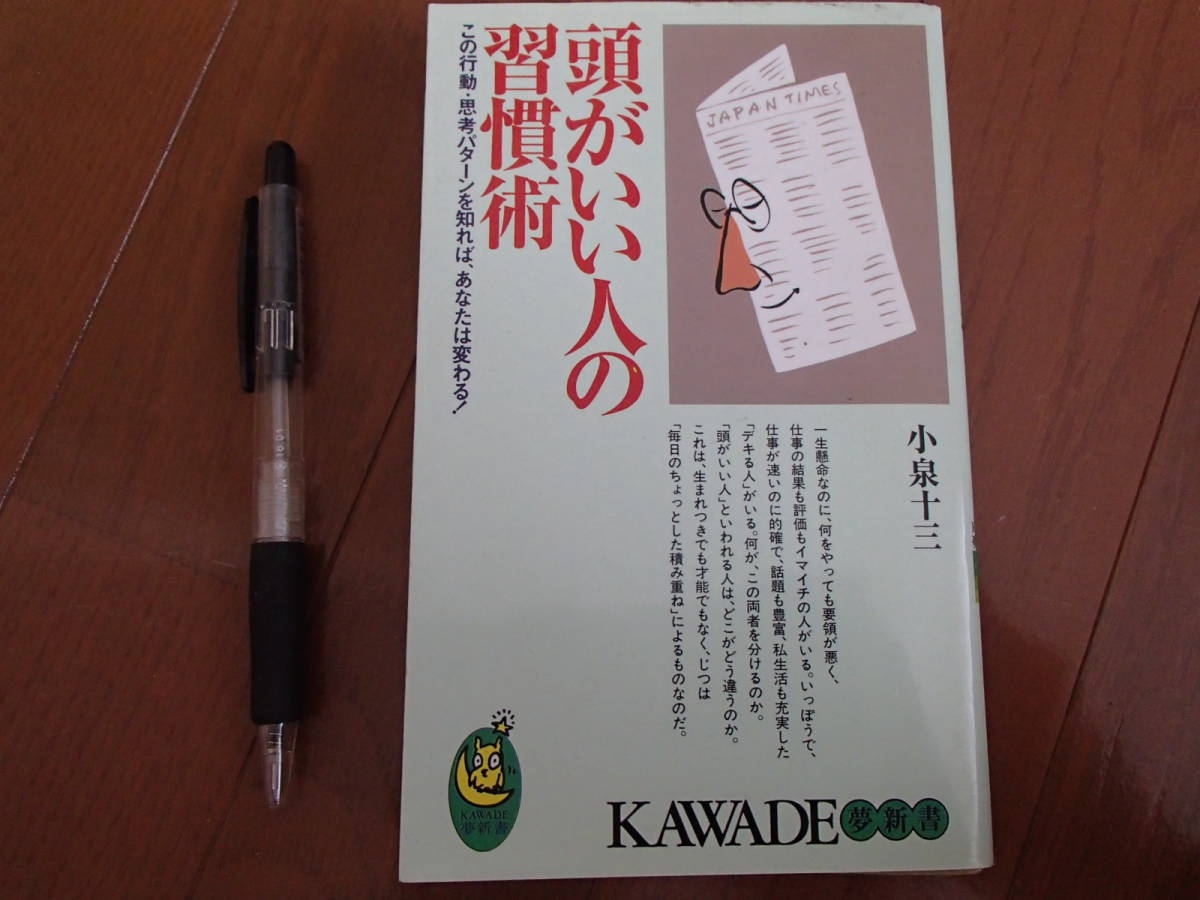 頭がいい人の
習慣術
この行動・思考パターンを知れば、あなたは変わる!
JAPAN TIMES
小泉十三
一生懸命なのに、何をやっても要領が悪く、
仕事の結果も評価もイマイチの人がいる。いっぽうで、
仕事が速いのに的確で、話題も豊富、私生活も充実した
「デキる人」がいる。何が、この両者を分けるのか。
「頭がいい人」といわれる人は、どこがどう違うのか。
これは、生まれつきでも才能でもなく、じつは
「毎日のちょっとした積み重ね」によるものなのだ。
KAWADE
夢新書
KAWADE夢新書